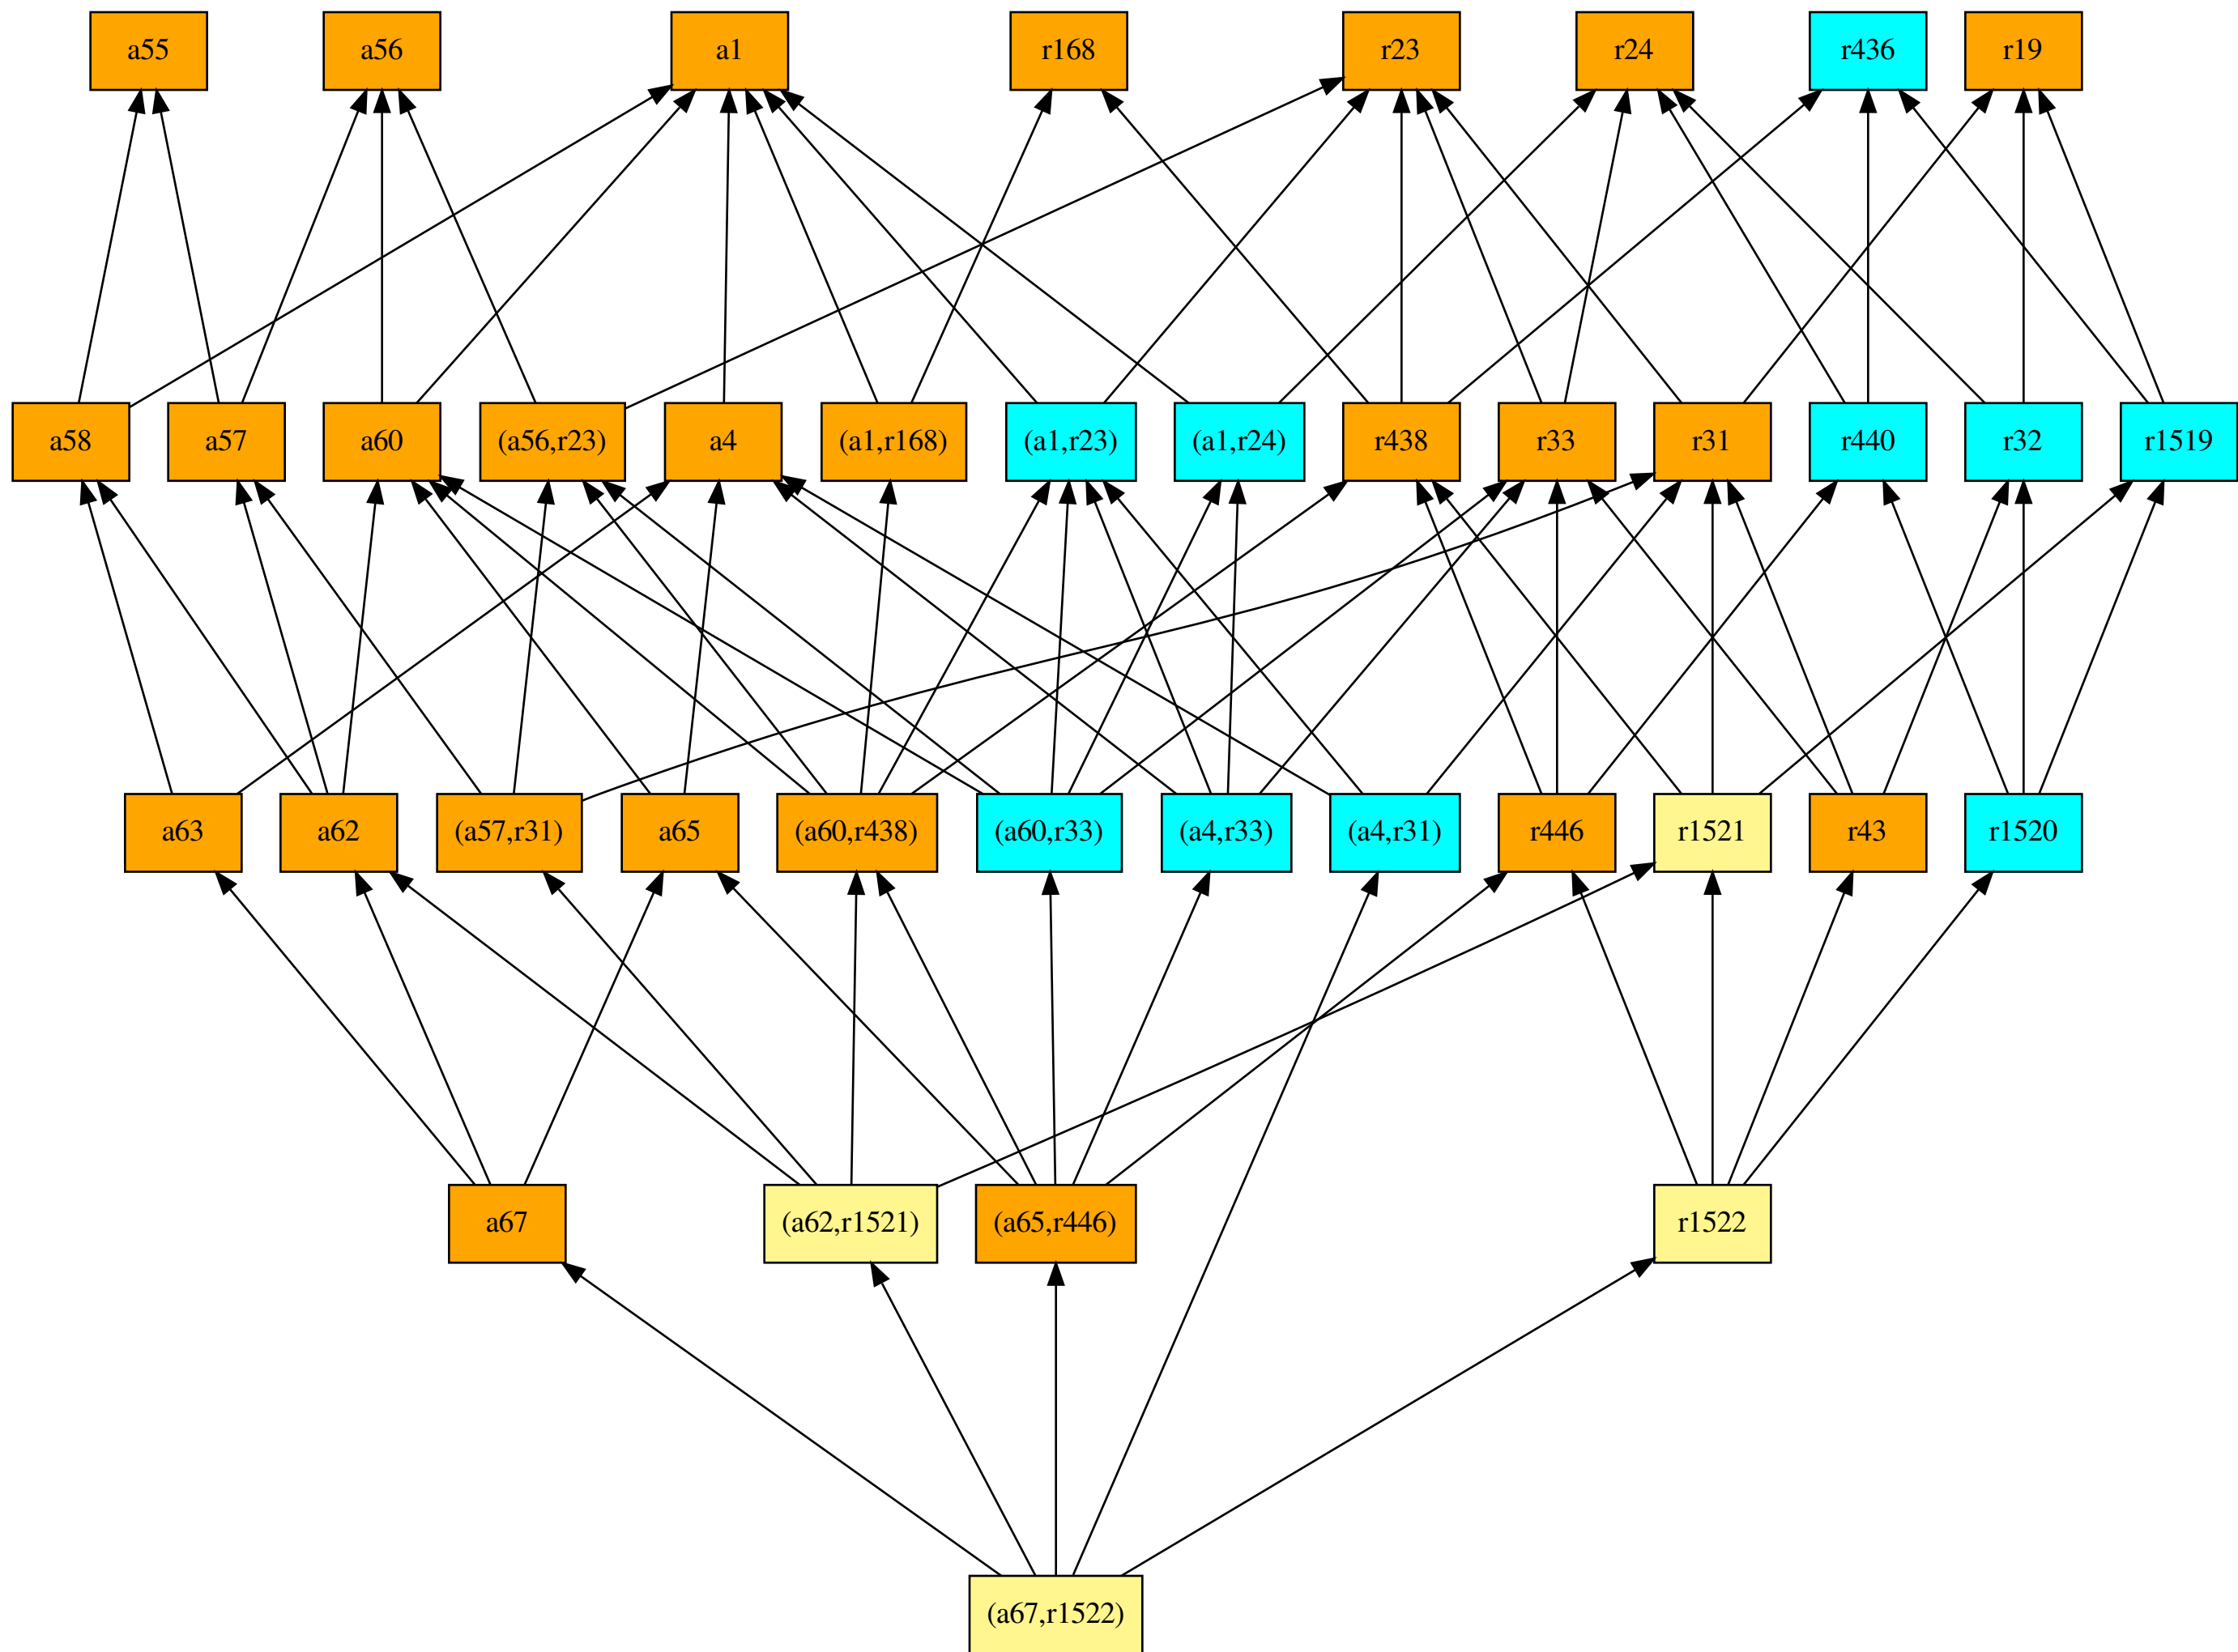 a55
a56
a1
r168
r23
r24
r436
r19
a58
a57
a60
(a56,r23)
a4
(a1,r168)
(a1,r23)
(a1,r24)
r438
r33
r31
r440
r32
r1519
a63
a62
(a57,r31)
a65
(a60,r438)
(a60,r33)
(a4,r33)
(a4,r31)
r446
r1521
r43
r1520
a67
(a62,r1521)
(a65,r446)
r1522
(a67,r1522)